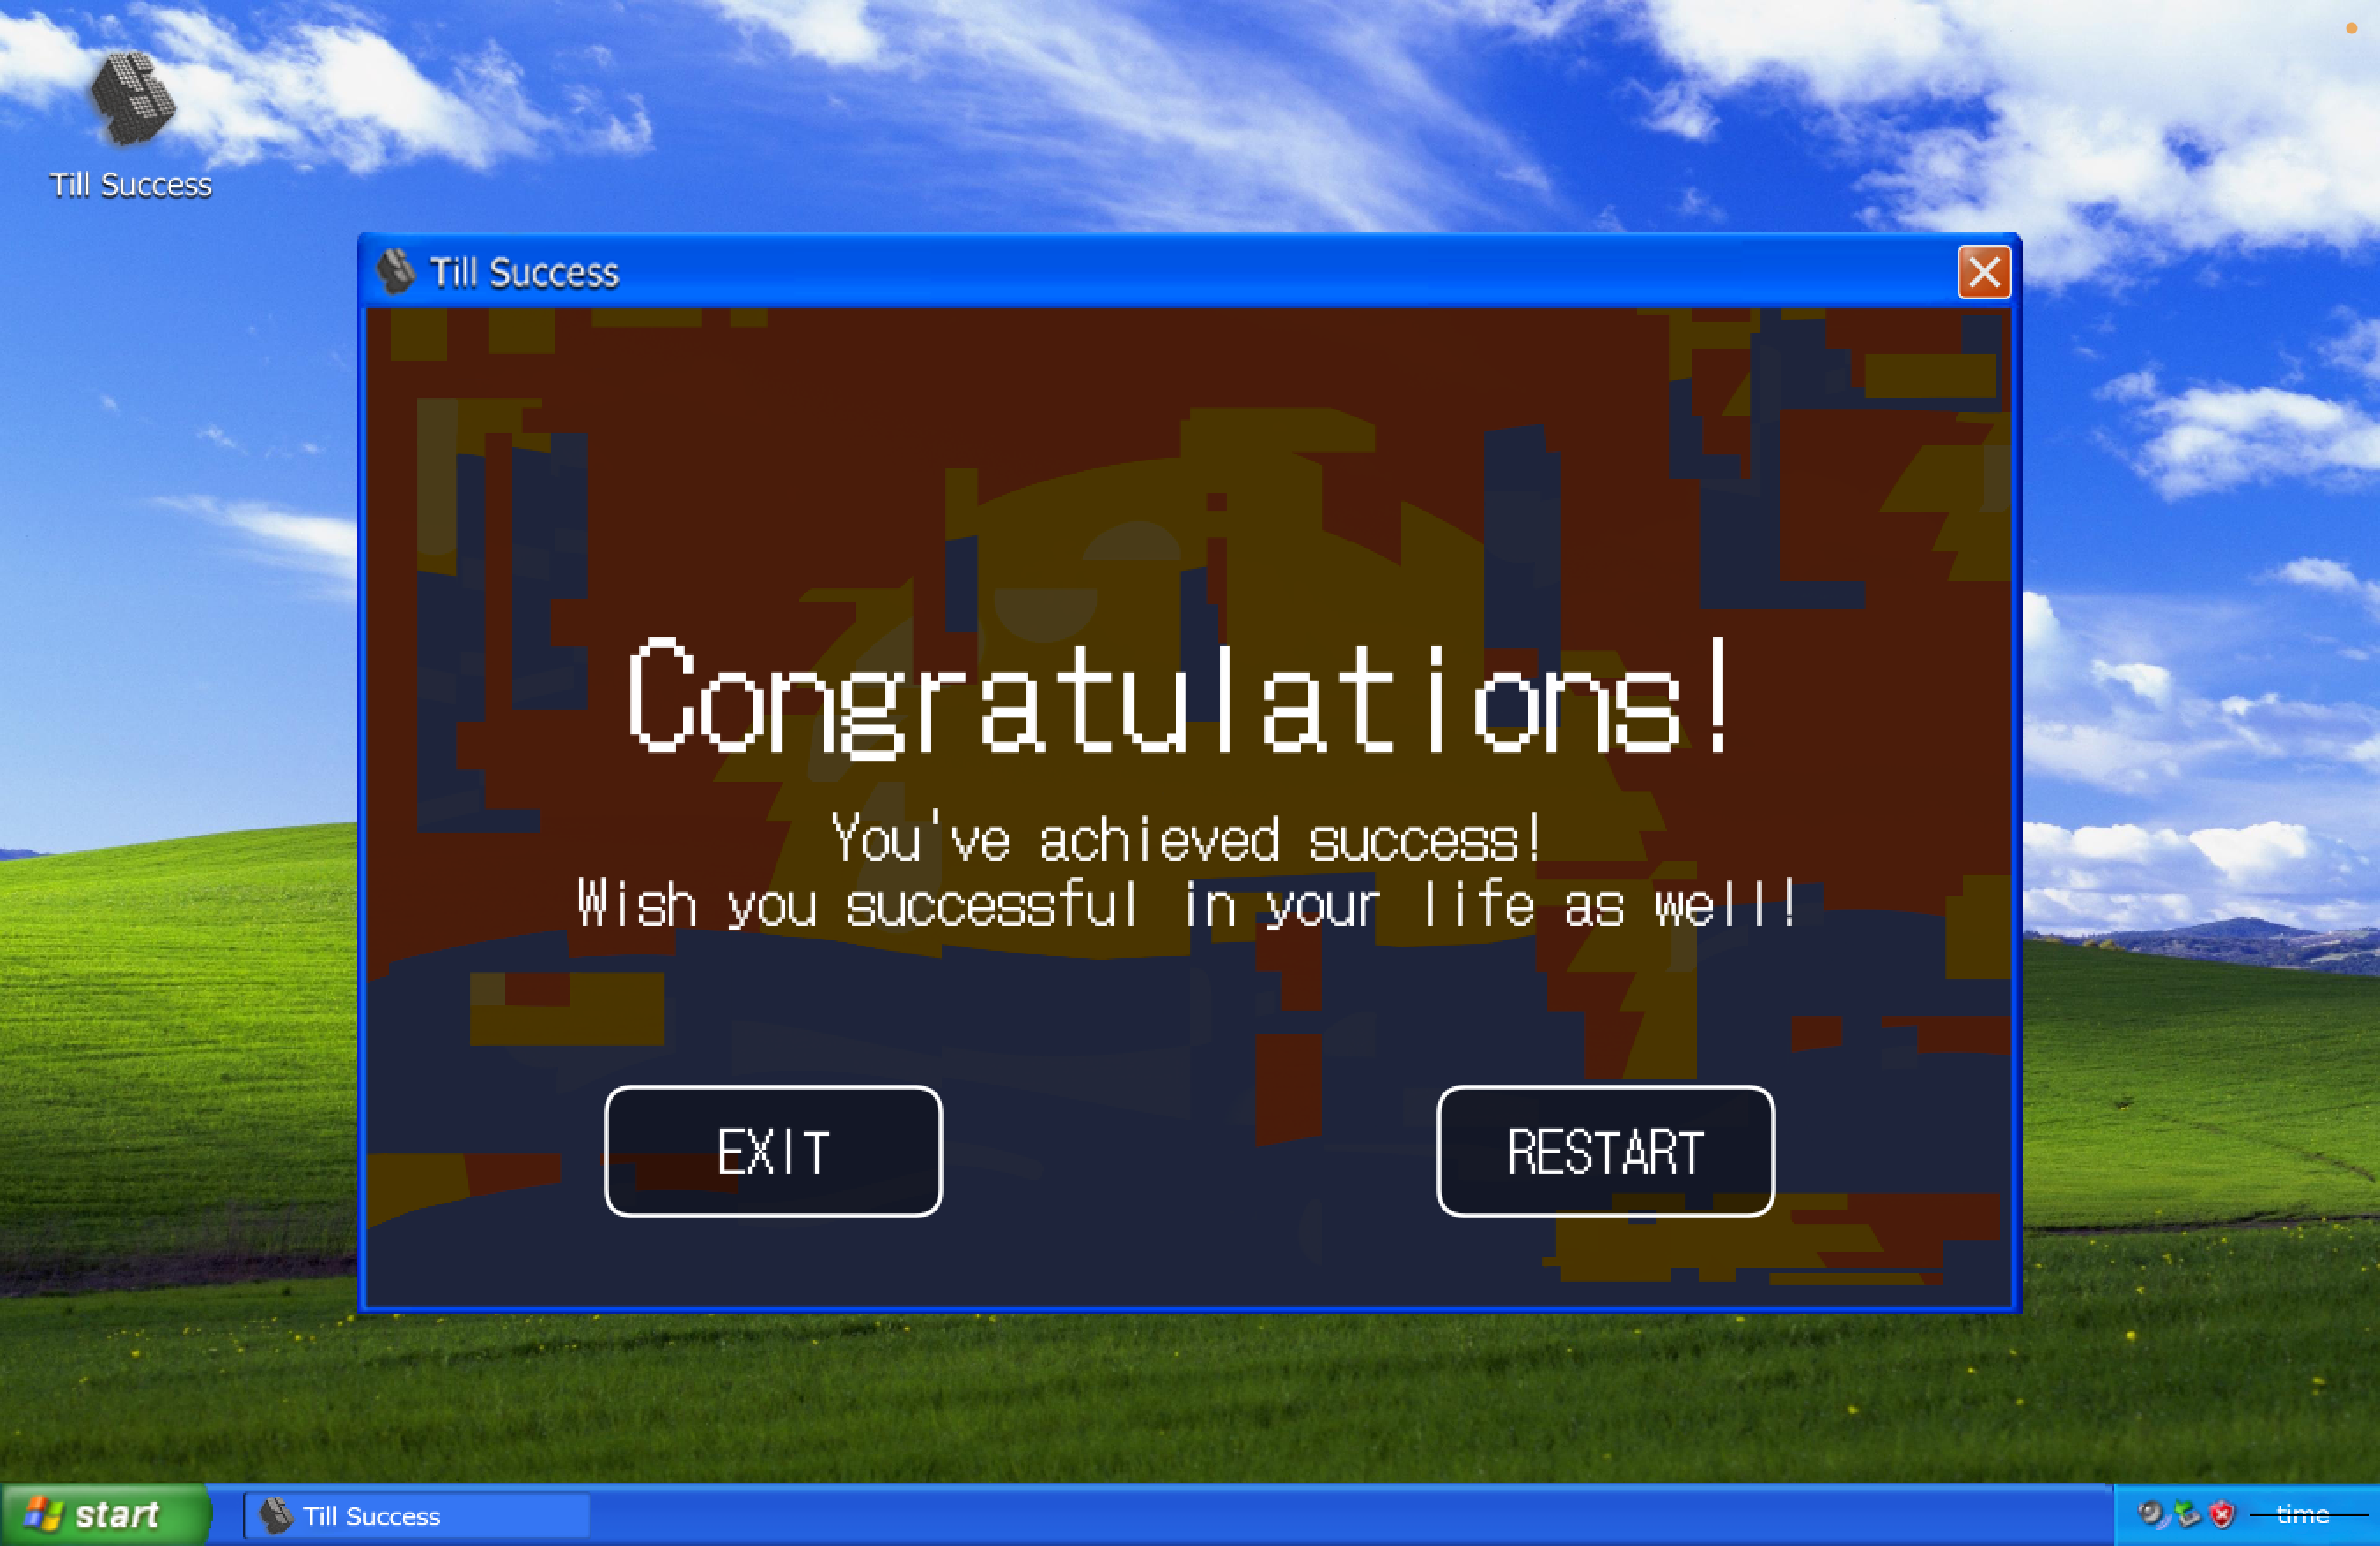 Till Success
Till Success
Congratulations!
You've achieved success!
Wish you successful in your life as well!
EXIT
RESTART
start
Till Success
time